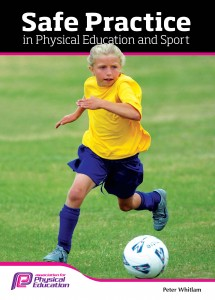 Safe Practice
in Physical Education and Sport
association for
Physical
Education
Peter Whitlam